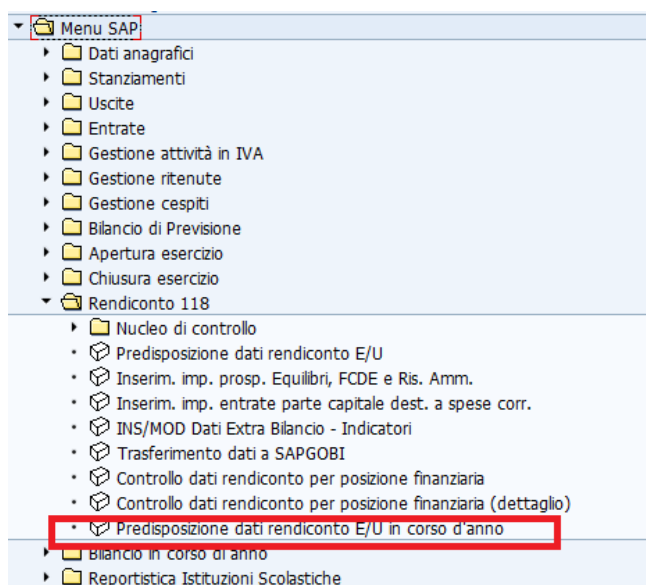 Menu SAP
Dati anagrafici
Stanziamenti
Uscite
Entrate
Gestione attività in IVA
Gestione ritenute
Gestione cespiti
Bilancio di Previsione
Apertura esercizio
Chiusura esercizio
Rendiconto 118
Nucleo di controllo
Predisposizione dati rendiconto E/U
Inserim. imp. prosp. Equilibri, FCDE e Ris. Amm.
Inserim. imp. entrate parte capitale dest. a spese corr.
INS/MOD Dati Extra Bilancio - Indicatori
Trasferimento dati a SAPGOBI
Controllo dati rendiconto per posizione finanziaria
Controllo dati rendiconto per posizione finanziaria (dettaglio)
Predisposizione dati rendiconto E/U in corso d'anno
Bilancio in corso di anno
Reportistica Istituzioni Scolastiche